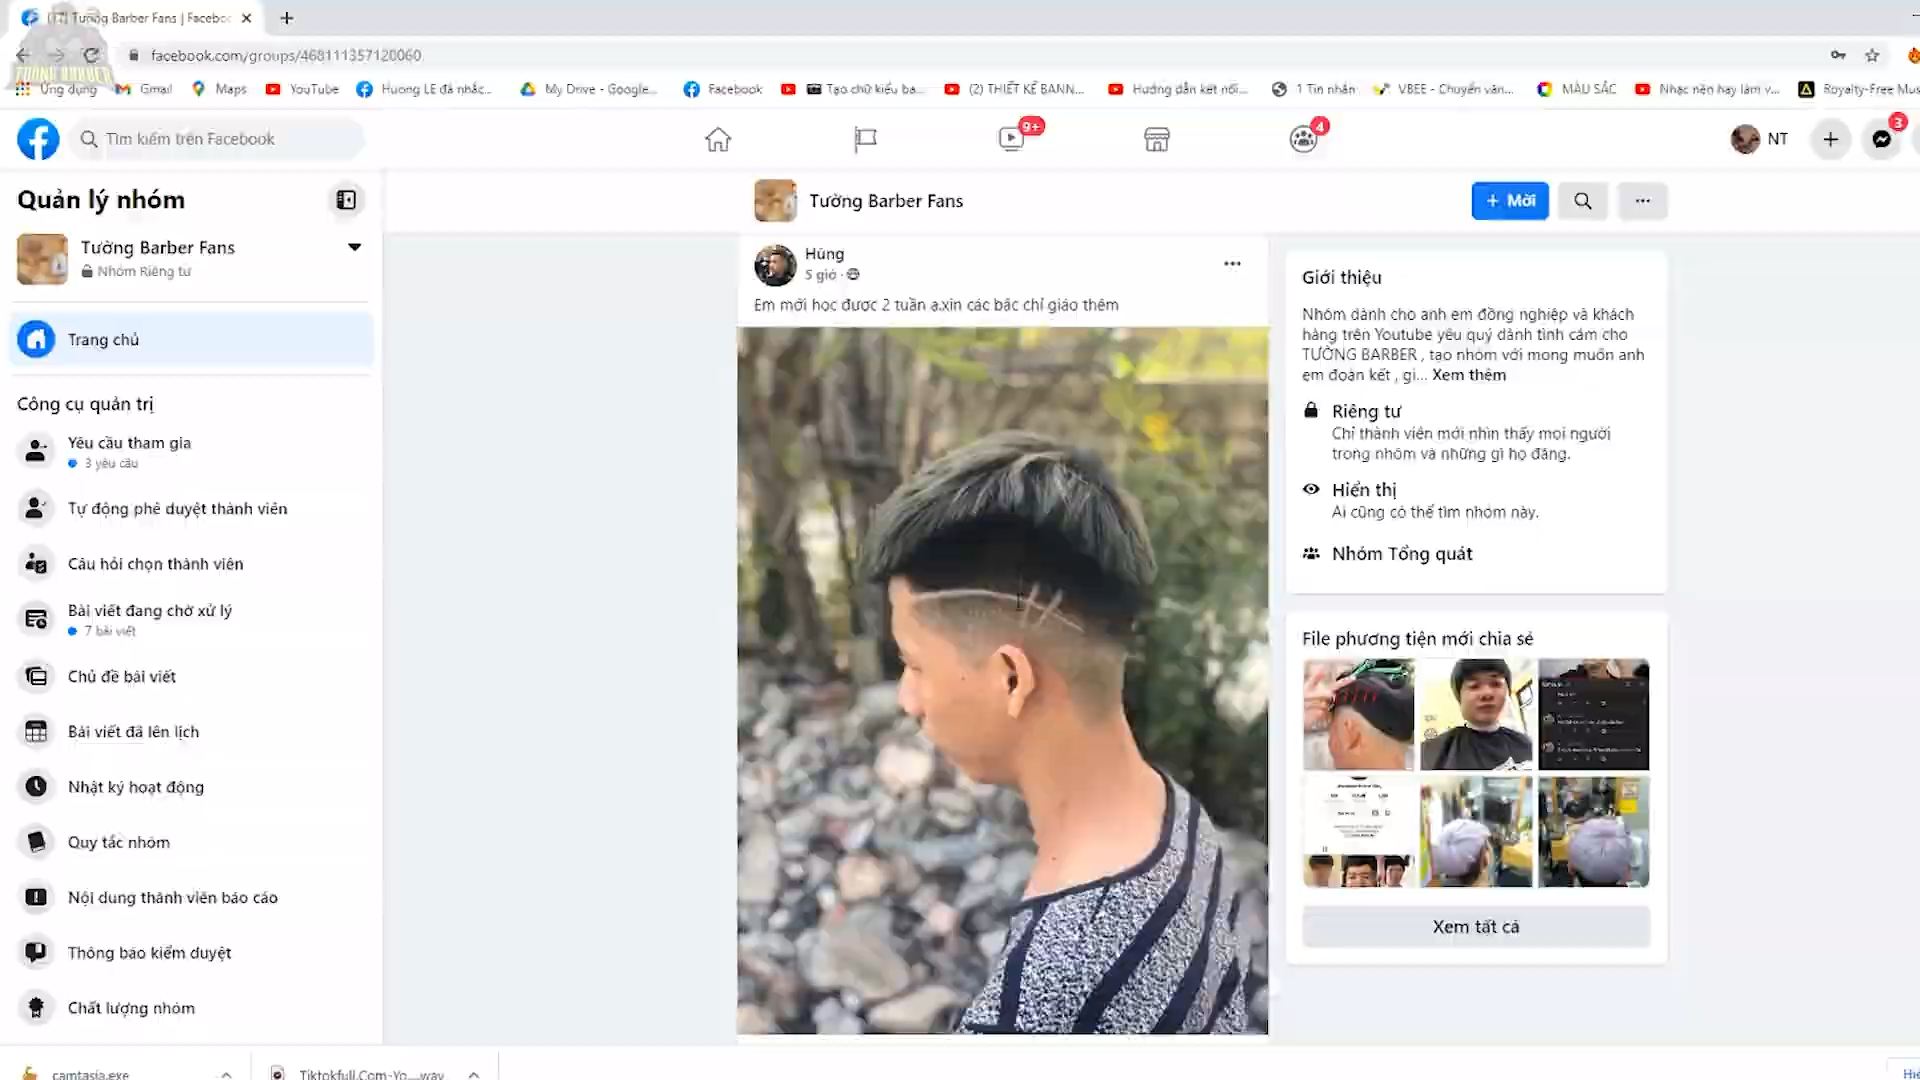 Tường Barber Fans | Facebo
facebook.com/groups/468111357120060
Ứng dụng Gmail Maps YouTube Huong LE đã nhắc... My Drive - Google... Facebook Tạo chữ kiểu ba... (2) THIẾT KẾ BANN... Hướng dẫn kết nối... 1 Tin nhắn VBEE - Chuyển văn... MÀU SẮC Nhạc nền hay làm v... Royalty-Free Mus
Tìm kiếm trên Facebook
9+
4
NT
3
Quản lý nhóm
Tường Barber Fans
Nhóm Riêng tư
Trang chủ
Công cụ quản trị
Yêu cầu tham gia
3 yêu cầu
Tự động phê duyệt thành viên
Câu hỏi chọn thành viên
Bài viết đang chờ xử lý
7 bài viết
Chủ đề bài viết
Bài viết đã lên lịch
Nhật ký hoạt động
Quy tắc nhóm
Nội dung thành viên báo cáo
Thông báo kiểm duyệt
Chất lượng nhóm
Tường Barber Fans
+ Mời
Hùng
5 giờ
Em mới học được 2 tuần a.xin các bác chỉ giáo thêm
Giới thiệu
Nhóm dành cho anh em đồng nghiệp và khách
hàng trên Youtube yêu quý dành tình cảm cho
TƯỜNG BARBER , tạo nhóm với mong muốn anh
em đoàn kết , gi... Xem thêm
Riêng tư
Chỉ thành viên mới nhìn thấy mọi người
trong nhóm và những gì họ đăng.
Hiển thị
Ai cũng có thể tìm nhóm này.
Nhóm Tổng quát
File phương tiện mới chia sẻ
Xem tất cả
camtasia.exe
Tiktokfull.Com-Yo....wav